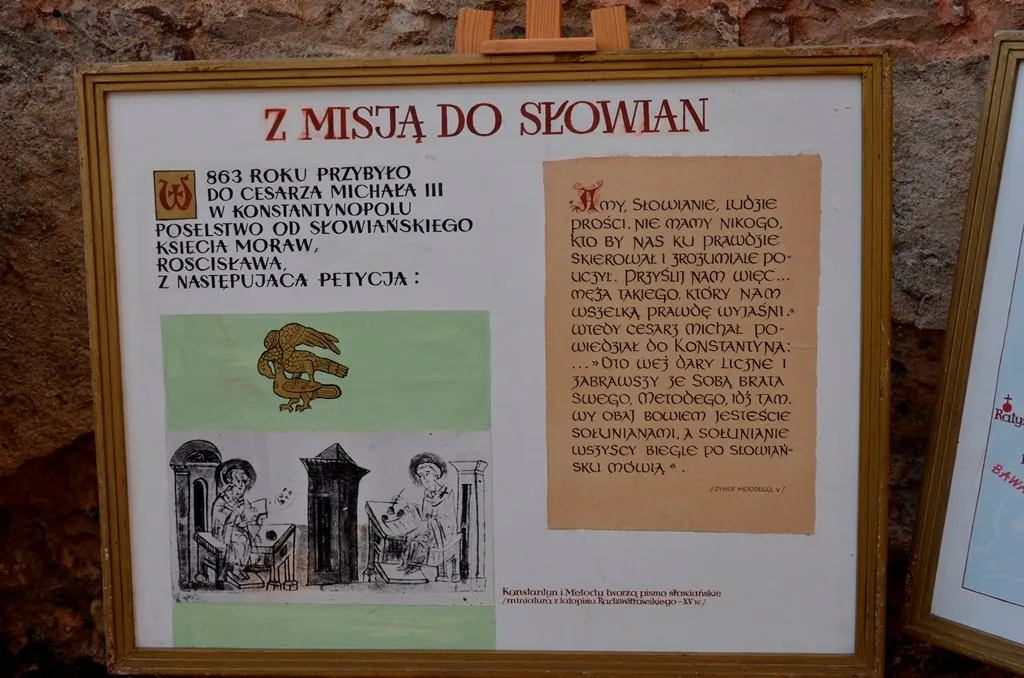 Z MISJĄ DO SŁOWIAN
W 863 ROKU PRZYBYŁO
DO CESARZA MICHAŁA III
W KONSTANTYNOPOLU
POSELSTWO OD SŁOWIAŃSKIEGO
KSIĘCIA MORAW,
ROSCISŁAWA,
Z NASTĘPUJĄCĄ PETYCJĄ :
"A MY, SŁOWIANIE, LUDZIE
PROŚCI, NIE MAMY NIKOGO,
KTO BY NAS KU PRAWDZIE
SKIEROWAŁ I ZROZUMIALE PO-
UCZYŁ. PRZYŚLIJ NAM WIĘC...
MĘŻA TAKIEGO, KTÓRY NAM
WSZELKĄ PRAWDĘ WYJAŚNI."
WTEDY CESARZ MICHAŁ PO-
WIEDZIAŁ DO KONSTANTYNA:
..."OTO WEŹ DARY LICZNE I
ZABRAWSZY ZE SOBĄ BRATA
SWEGO, METODEGO, IDŹ TAM.
WY OBAJ BOWIEM JESTEŚCIE
SOŁUNIANAMI, A SOŁUNIANIE
WSZYSCY BIEGLE PO SŁOWIAŃ-
SKU MÓWIĄ".
/ŻYWOT METODEGO, V/
Konstantyn i Metody tworzą pismo słowiańskie
/miniatura z latopisu Radziwiłłowskiego - XV w./
Raty
BAWA